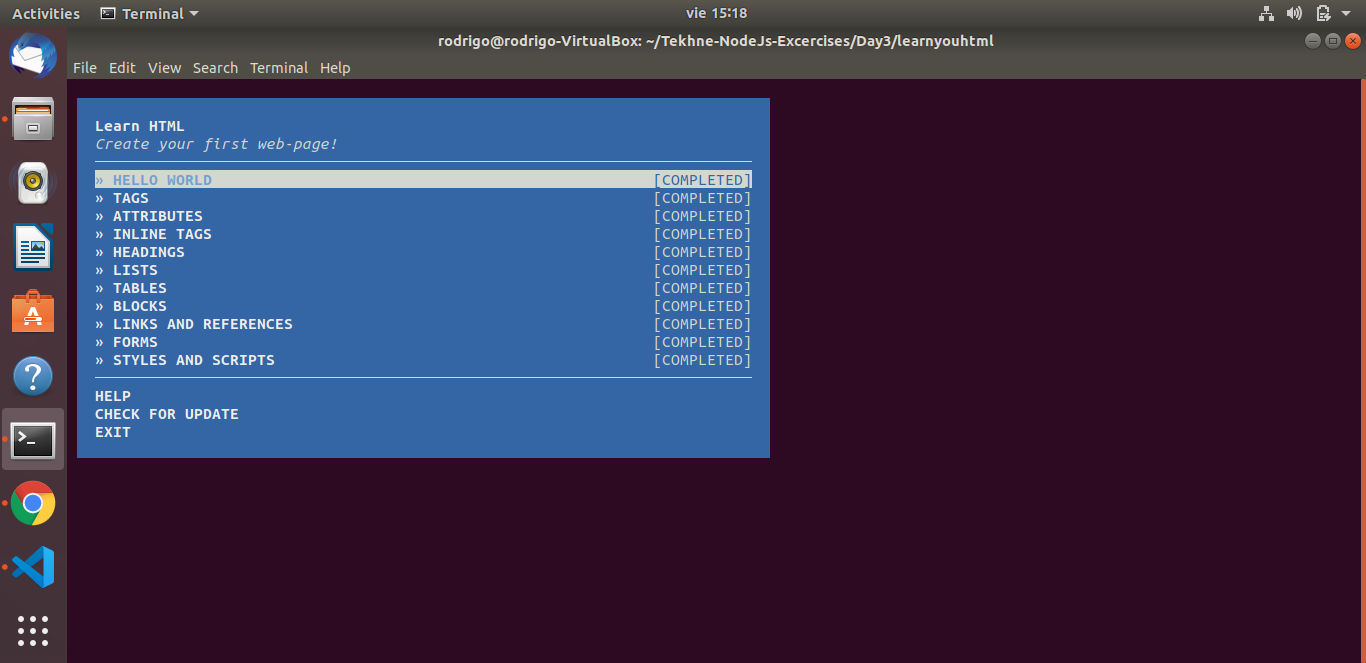 Activities Terminal vie 15:18
rodrigo@rodrigo-VirtualBox: ~/Tekhne-NodeJs-Excercises/Day3/learnyouhtml
File Edit View Search Terminal Help
Learn HTML
Create your first web-page!
» HELLO WORLD [COMPLETED]
» TAGS [COMPLETED]
» ATTRIBUTES [COMPLETED]
» INLINE TAGS [COMPLETED]
» HEADINGS [COMPLETED]
» LISTS [COMPLETED]
» TABLES [COMPLETED]
» BLOCKS [COMPLETED]
» LINKS AND REFERENCES [COMPLETED]
» FORMS [COMPLETED]
» STYLES AND SCRIPTS [COMPLETED]
HELP
CHECK FOR UPDATE
EXIT